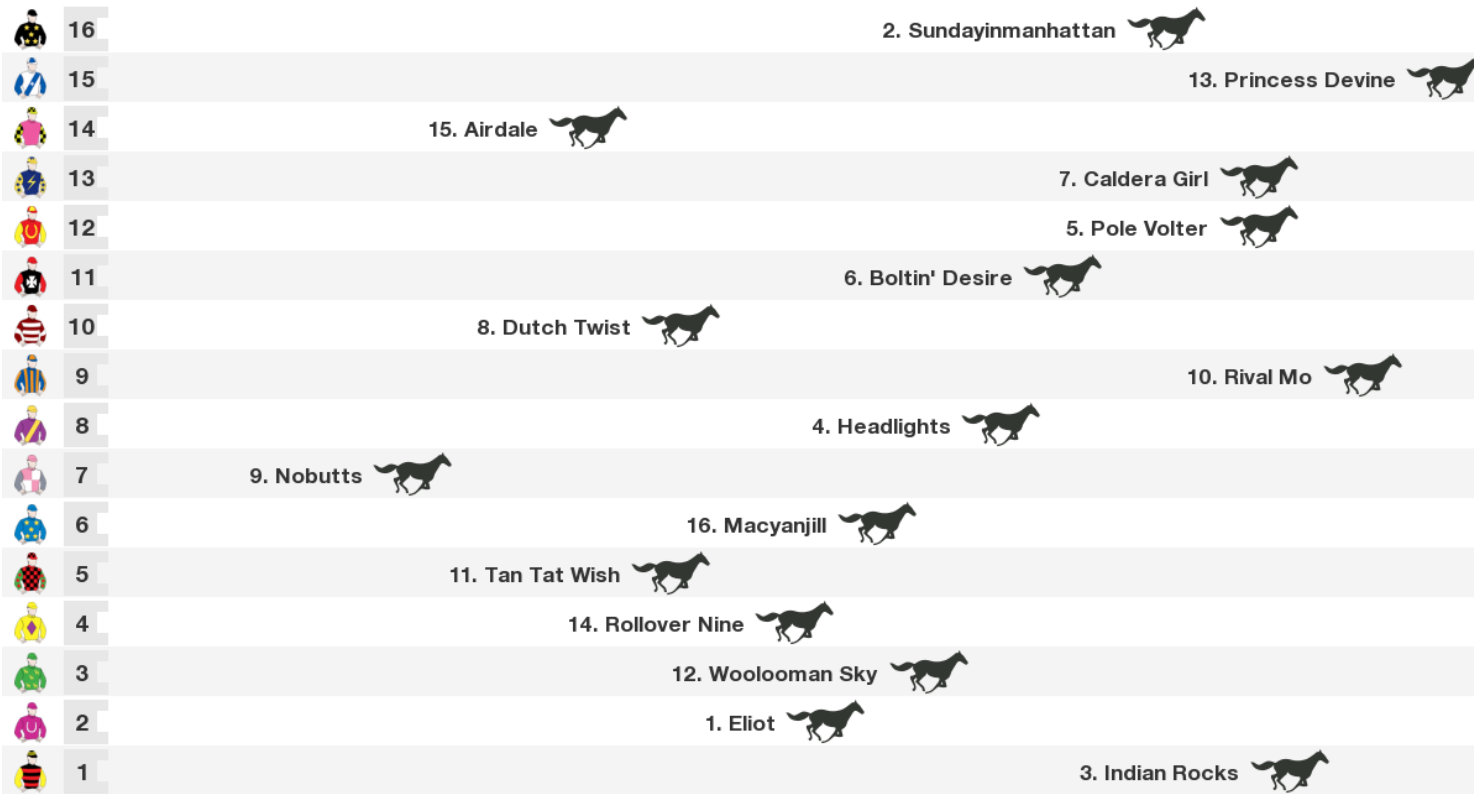 16 2. Sundayinmanhattan
15 13. Princess Devine
14 15. Airdale
13 7. Caldera Girl
12 5. Pole Volter
11 6. Boltin' Desire
10 8. Dutch Twist
9 10. Rival Mo
8 4. Headlights
7 9. Nobutts
6 16. Macyanjill
5 11. Tan Tat Wish
4 14. Rollover Nine
3 12. Woolooman Sky
2 1. Eliot
1 3. Indian Rocks